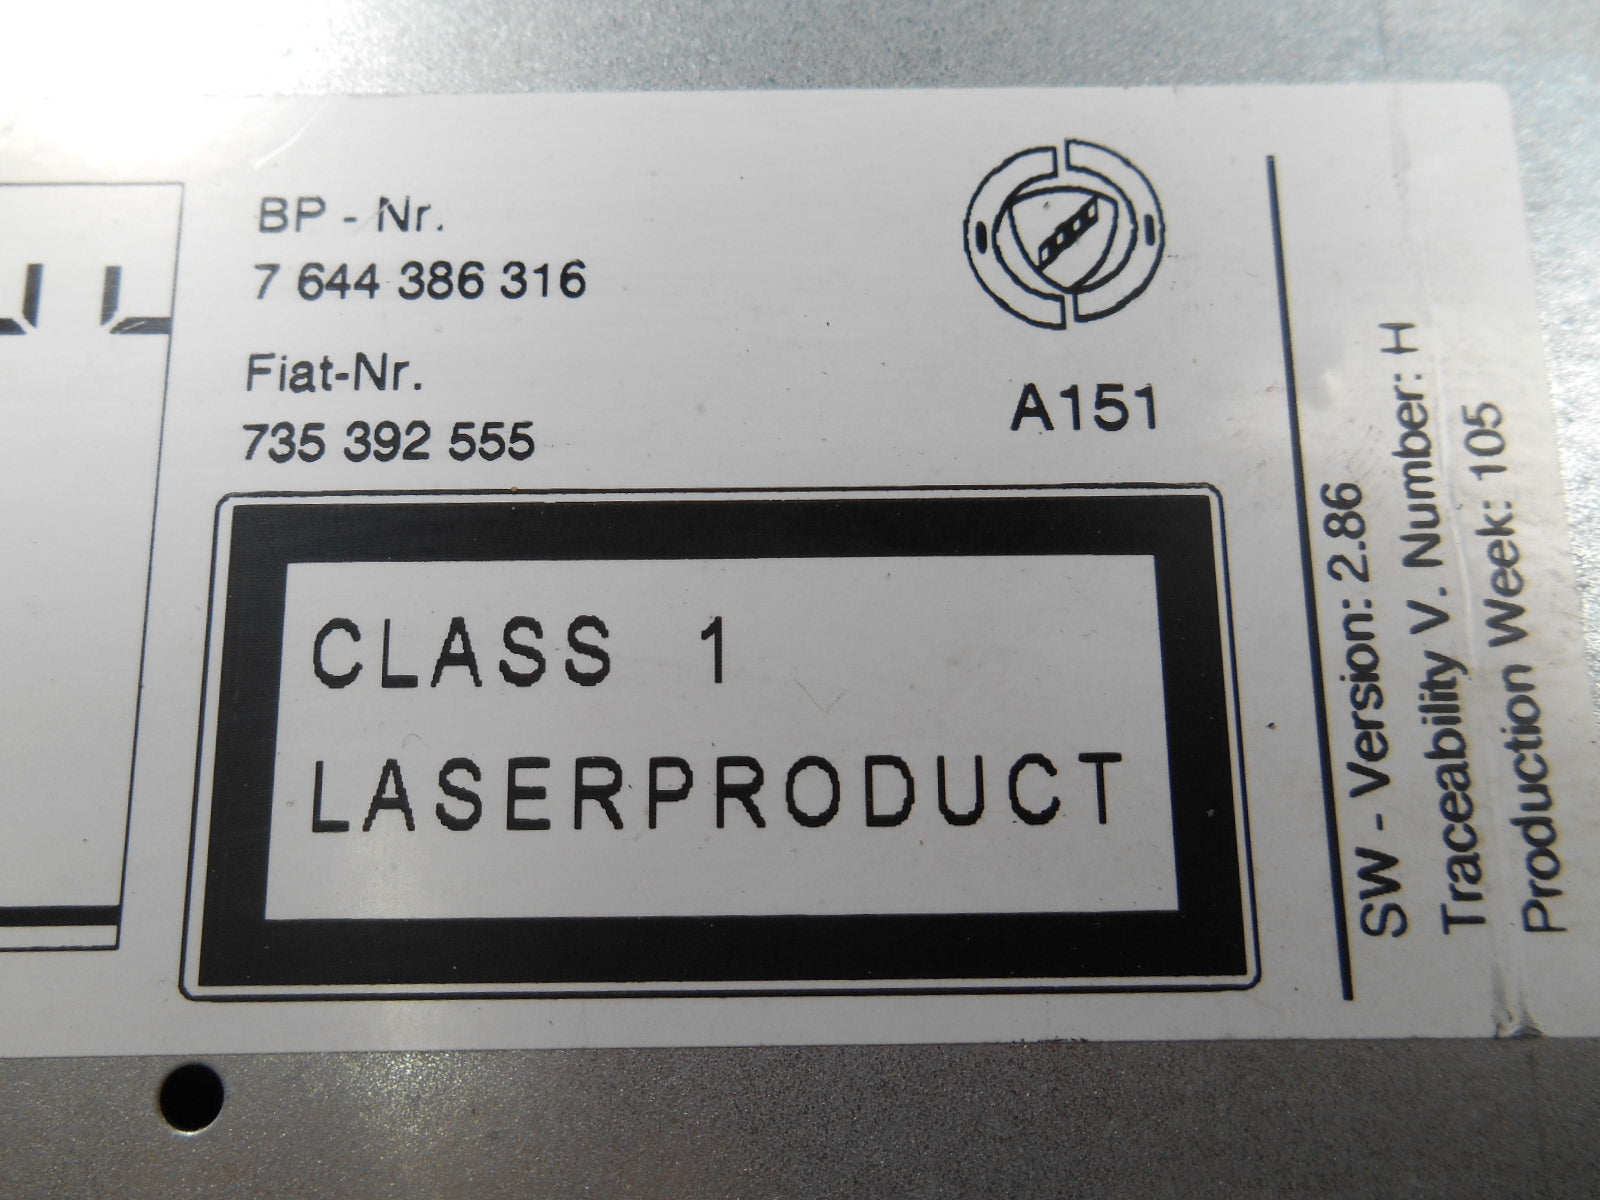 BP - Nr.
7 644 386 316
Fiat-Nr.
735 392 555
A151
CLASS 1
LASERPRODUCT
SW - Version: 2.86
Traceability V. Number: H
Production Week: 105